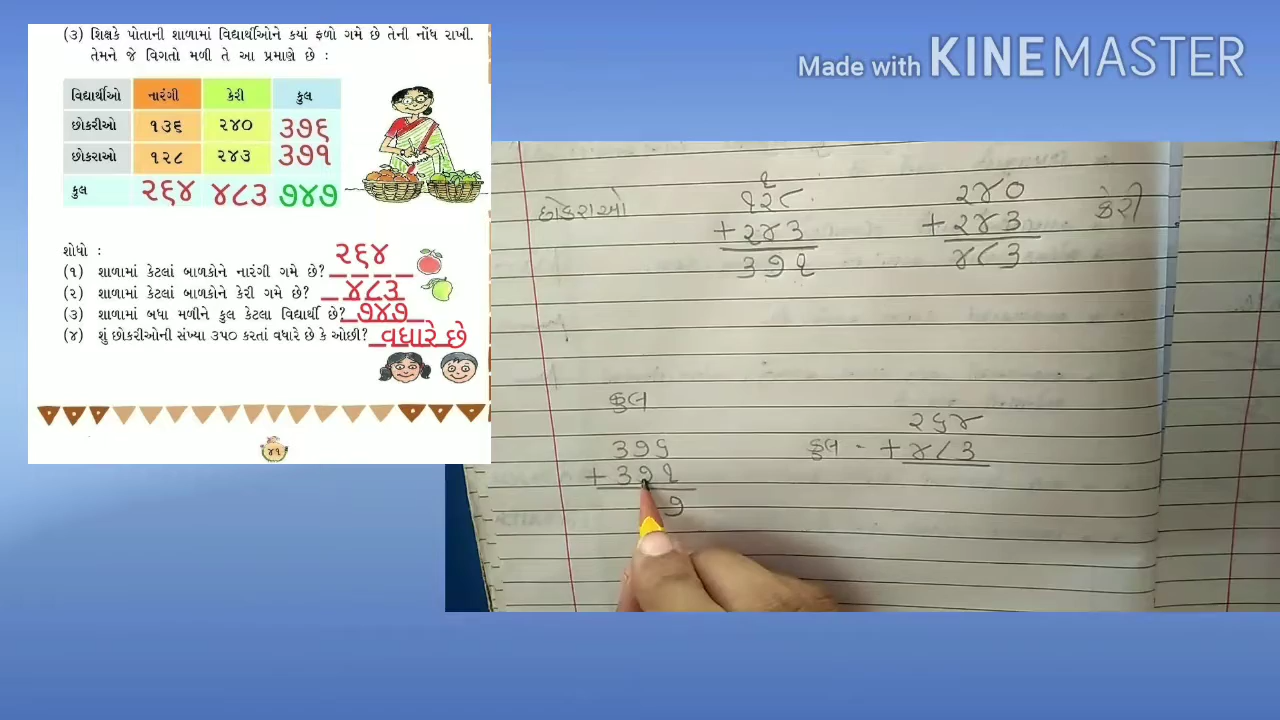 (૩) શિક્ષકે પોતાની શાળામાં વિદ્યાર્થીઓને ક્યાં ફળો ગમે છે તેની નોંધ રાખી.
તેમને જે વિગતો મળી તે આ પ્રમાણે છે :
વિદ્યાર્થીઓ નારંગી કેરી કુલ
છોકરીઓ ૧૩૬ ૨૪૦ ૩૭૬
છોકરાઓ ૧૨૮ ૨૪૩ ૩૭૧
કુલ ૨૬૪ ૪૮૩ ૭૪૭
શોધો :
(૧) શાળામાં કેટલાં બાળકોને નારંગી ગમે છે? ૨૬૪
(૨) શાળામાં કેટલાં બાળકોને કેરી ગમે છે? ૪૮૩
(૩) શાળામાં બધા મળીને કુલ કેટલા વિદ્યાર્થી છે? ૭૪૭
(૪) શું છોકરીઓની સંખ્યા ૩૫૦ કરતાં વધારે છે કે ઓછી? વધારે છે
૪૧
Made with KINEMASTER
છોકરાઓ
૧
૧૨૮
+ ૨૪૩
૩૭૧
૨૪૦
+ ૨૪૩
૪૮૩
કેરી
કુલ
૩૭૬
+ ૩૭૧
૭
કુલ -
૨૬૪
+ ૪૮૩